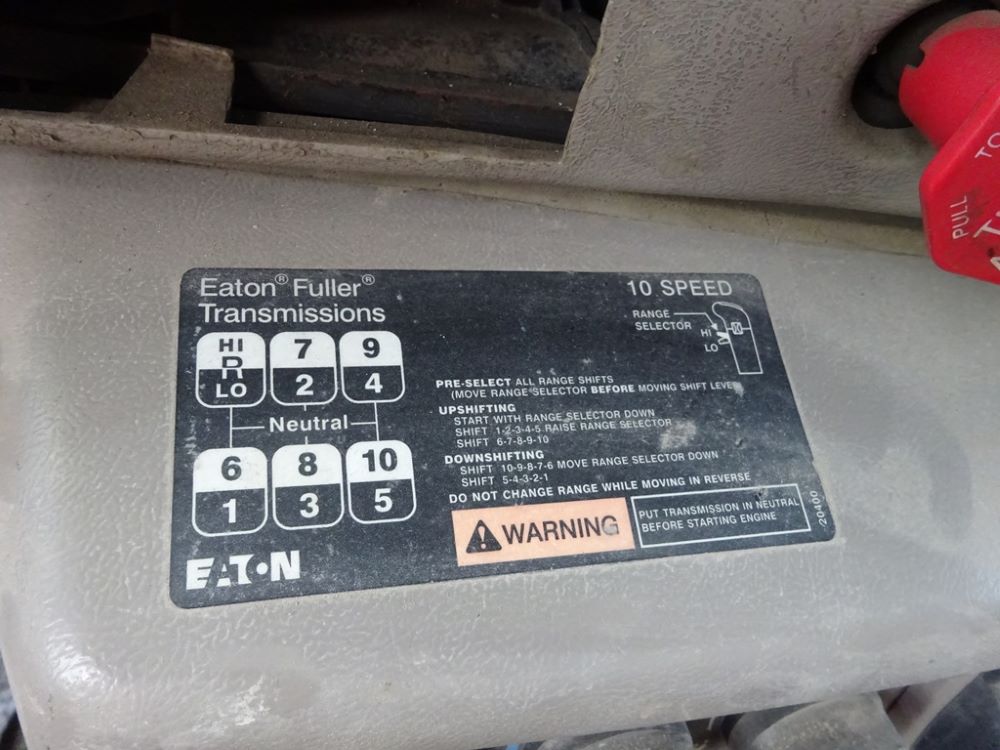 Eaton® Fuller®
Transmissions
10 SPEED
RANGE
SELECTOR
HI
LO
HI
R
LO
7
2
9
4
Neutral
6
1
8
3
10
5
PRE-SELECT ALL RANGE SHIFTS
(MOVE RANGE SELECTOR BEFORE MOVING SHIFT LEVER)
UPSHIFTING
START WITH RANGE SELECTOR DOWN
SHIFT 1-2-3-4-5 RAISE RANGE SELECTOR
SHIFT 6-7-8-9-10
DOWNSHIFTING
SHIFT 10-9-8-7-6 MOVE RANGE SELECTOR DOWN
SHIFT 5-4-3-2-1
DO NOT CHANGE RANGE WHILE MOVING IN REVERSE
WARNING
PUT TRANSMISSION IN NEUTRAL
BEFORE STARTING ENGINE
20400
EATON
PULL
TO